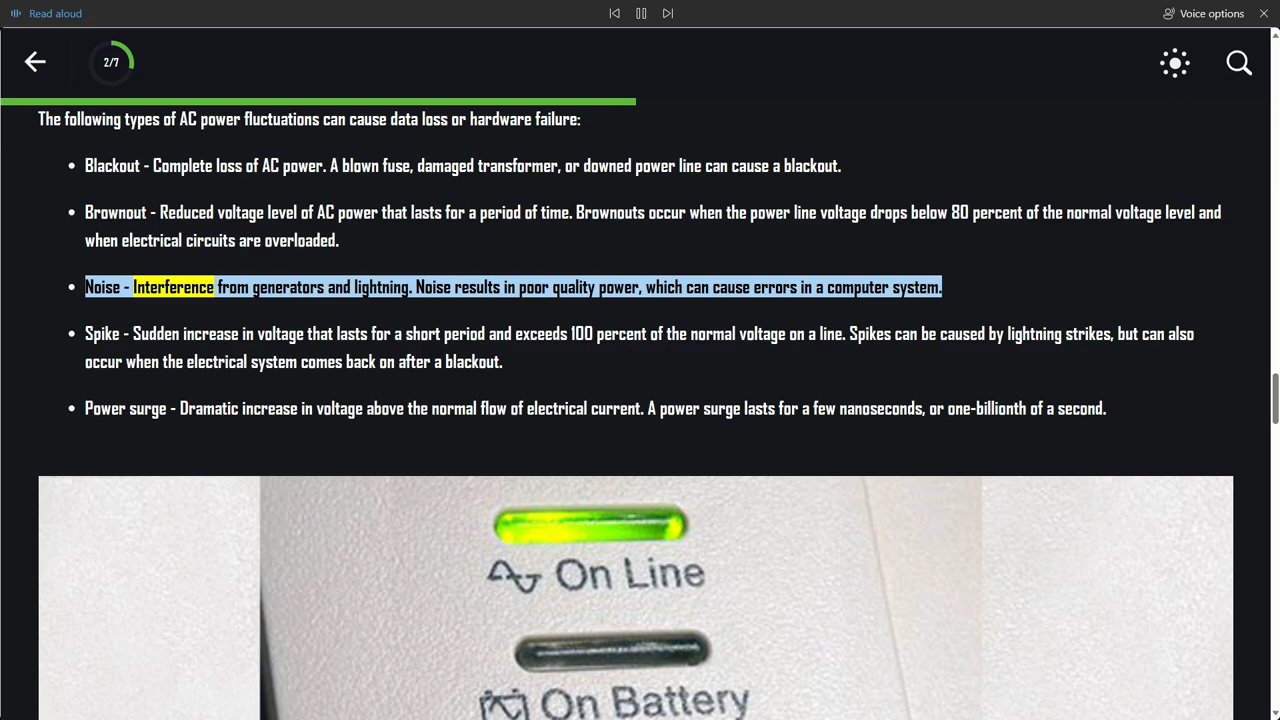 Read aloud
Voice options
2/7
The following types of AC power fluctuations can cause data loss or hardware failure:
• Blackout - Complete loss of AC power. A blown fuse, damaged transformer, or downed power line can cause a blackout.
• Brownout - Reduced voltage level of AC power that lasts for a period of time. Brownouts occur when the power line voltage drops below 80 percent of the normal voltage level and
when electrical circuits are overloaded.
• Noise - Interference from generators and lightning. Noise results in poor quality power, which can cause errors in a computer system.
• Spike - Sudden increase in voltage that lasts for a short period and exceeds 100 percent of the normal voltage on a line. Spikes can be caused by lightning strikes, but can also
occur when the electrical system comes back on after a blackout.
• Power surge - Dramatic increase in voltage above the normal flow of electrical current. A power surge lasts for a few nanoseconds, or one-billionth of a second.
On Line
On Battery